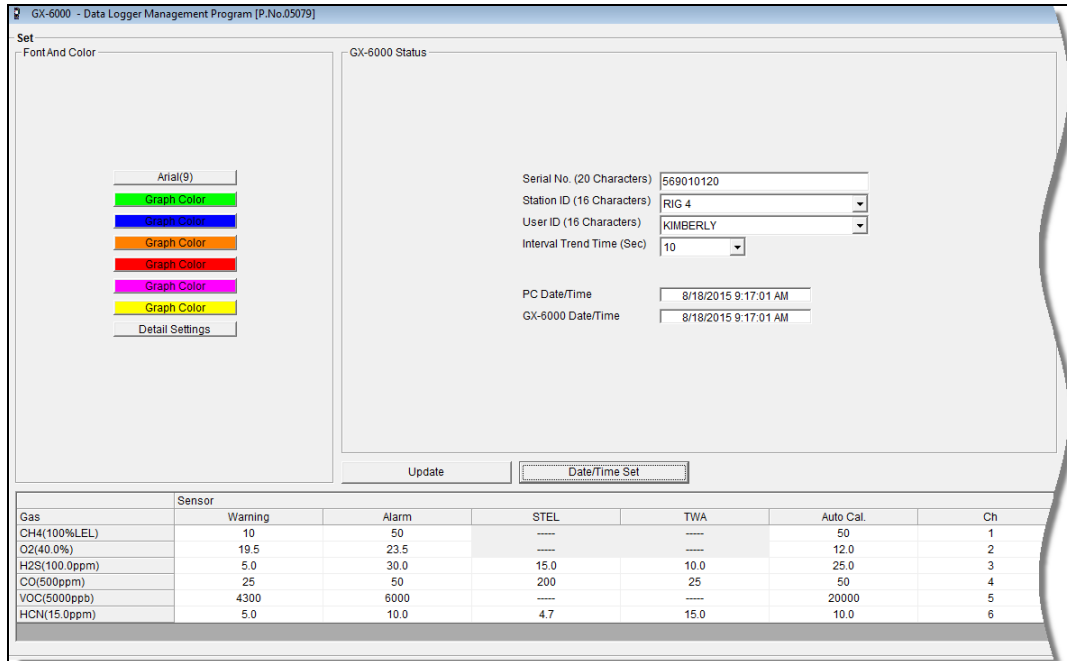 GX-6000 - Data Logger Management Program [P.No.05079]
Set
Font And Color
Arial(9)
Graph Color
Graph Color
Graph Color
Graph Color
Graph Color
Graph Color
Detail Settings
GX-6000 Status
Serial No. (20 Characters) 569010120
Station ID (16 Characters) RIG 4
User ID (16 Characters) KIMBERLY
Interval Trend Time (Sec) 10
PC Date/Time 8/18/2015 9:17:01 AM
GX-6000 Date/Time 8/18/2015 9:17:01 AM
Update Date/Time Set
Sensor
Gas Warning Alarm STEL TWA Auto Cal. Ch
CH4(100%LEL) 10 50 ----- ----- 50 1
O2(40.0%) 19.5 23.5 ----- ----- 12.0 2
H2S(100.0ppm) 5.0 30.0 15.0 10.0 25.0 3
CO(500ppm) 25 50 200 25 50 4
VOC(5000ppb) 4300 6000 ----- ----- 20000 5
HCN(15.0ppm) 5.0 10.0 4.7 15.0 10.0 6